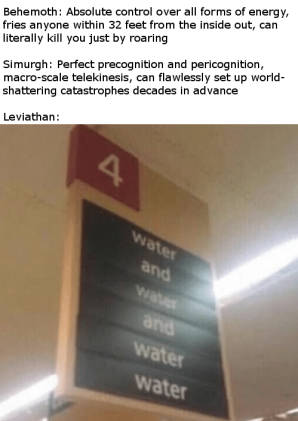 Behemoth: Absolute control over all forms of energy,
fries anyone within 32 feet from the inside out, can
literally kill you just by roaring
Simurgh: Perfect precognition and pericognition,
macro-scale telekinesis, can flawlessly set up world-
shattering catastrophes decades in advance
Leviathan:
4
water
and
water
and
water
water